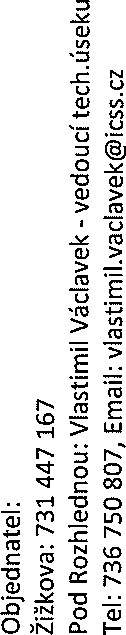 Objednatel:
Žižkova: 731 447 167
Pod Rozhlednou: Vlastimil Václavek - vedoucí tech.úseku
Tel: 736 750 807, Email: vlastimil.vaclavek@icss.cz